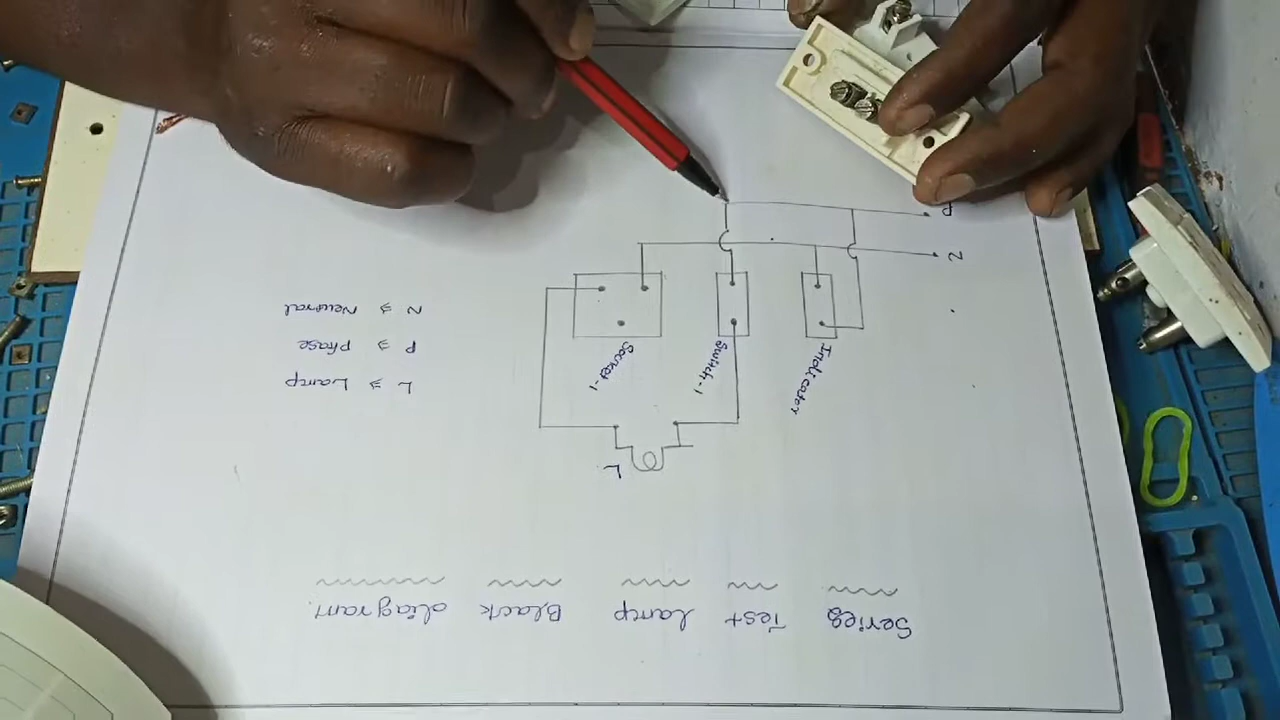 Series Test Lamp Black diagram.
L
Indicator
Switch-1
Socket-1
L ⇒ Lamp
P ⇒ Phase
N ⇒ Neutral
N
P